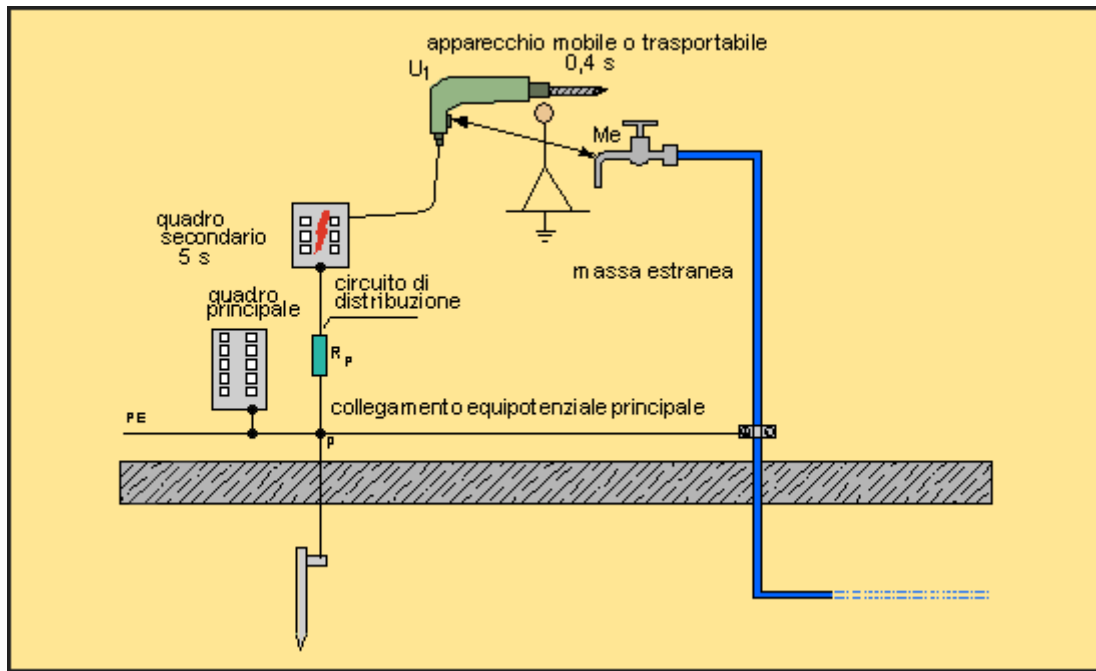 apparecchio mobile o trasportabile
0,4 s
U1
Me
quadro
secondario
5 s
massa estranea
circuito di
distribuzione
quadro
principale
RP
PE
collegamento equipotenziale principale
P